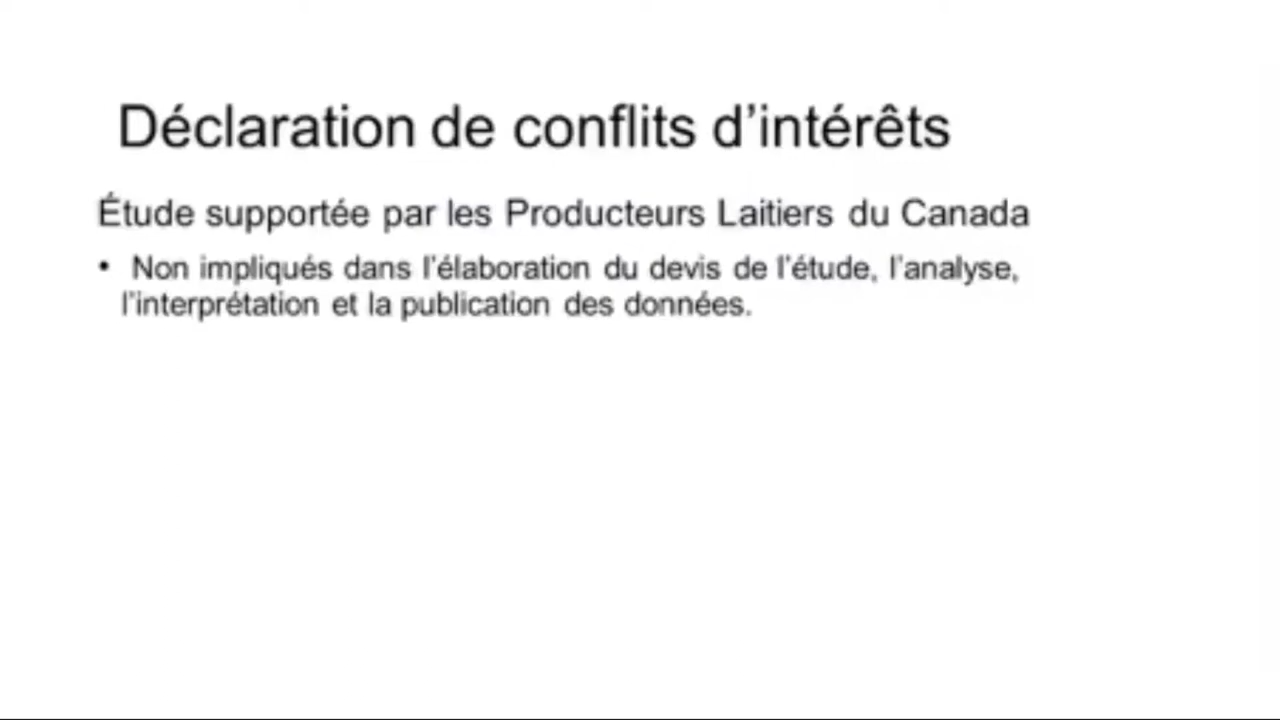 Déclaration de conflits d’intérêts
Étude supportée par les Producteurs Laitiers du Canada
• Non impliqués dans l’élaboration du devis de l’étude, l’analyse,
l’interprétation et la publication des données.